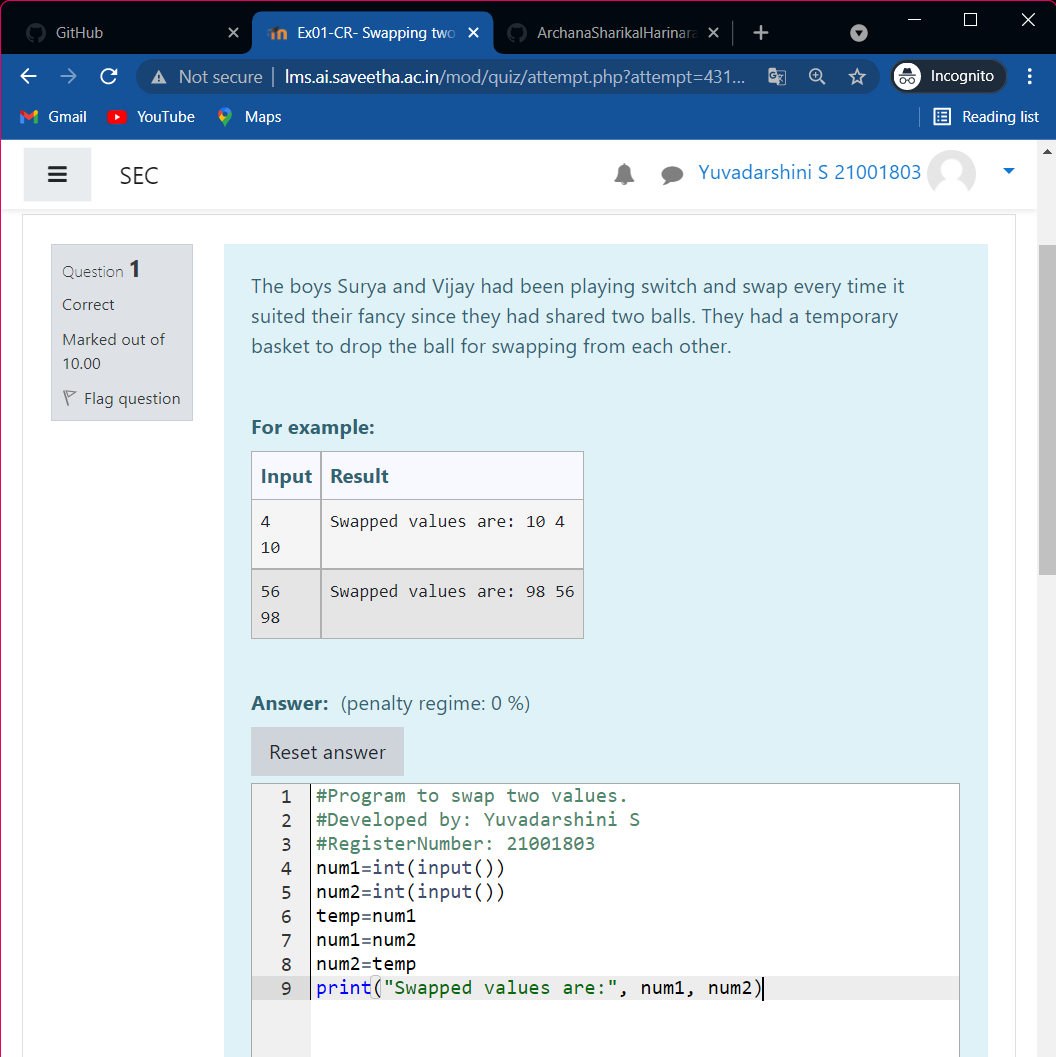 GitHub
Ex01-CR- Swapping two
ArchanaSharikalHarinara
Not secure | lms.ai.saveetha.ac.in/mod/quiz/attempt.php?attempt=431...
Incognito
Gmail
YouTube
Maps
Reading list
SEC
Yuvadarshini S 21001803
Question 1
Correct
Marked out of
10.00
Flag question
The boys Surya and Vijay had been playing switch and swap every time it
suited their fancy since they had shared two balls. They had a temporary
basket to drop the ball for swapping from each other.
For example:
Input Result
4 Swapped values are: 10 4
10
56 Swapped values are: 98 56
98
Answer: (penalty regime: 0 %)
Reset answer
1 #Program to swap two values.
2 #Developed by: Yuvadarshini S
3 #RegisterNumber: 21001803
4 num1=int(input())
5 num2=int(input())
6 temp=num1
7 num1=num2
8 num2=temp
9 print("Swapped values are:", num1, num2)